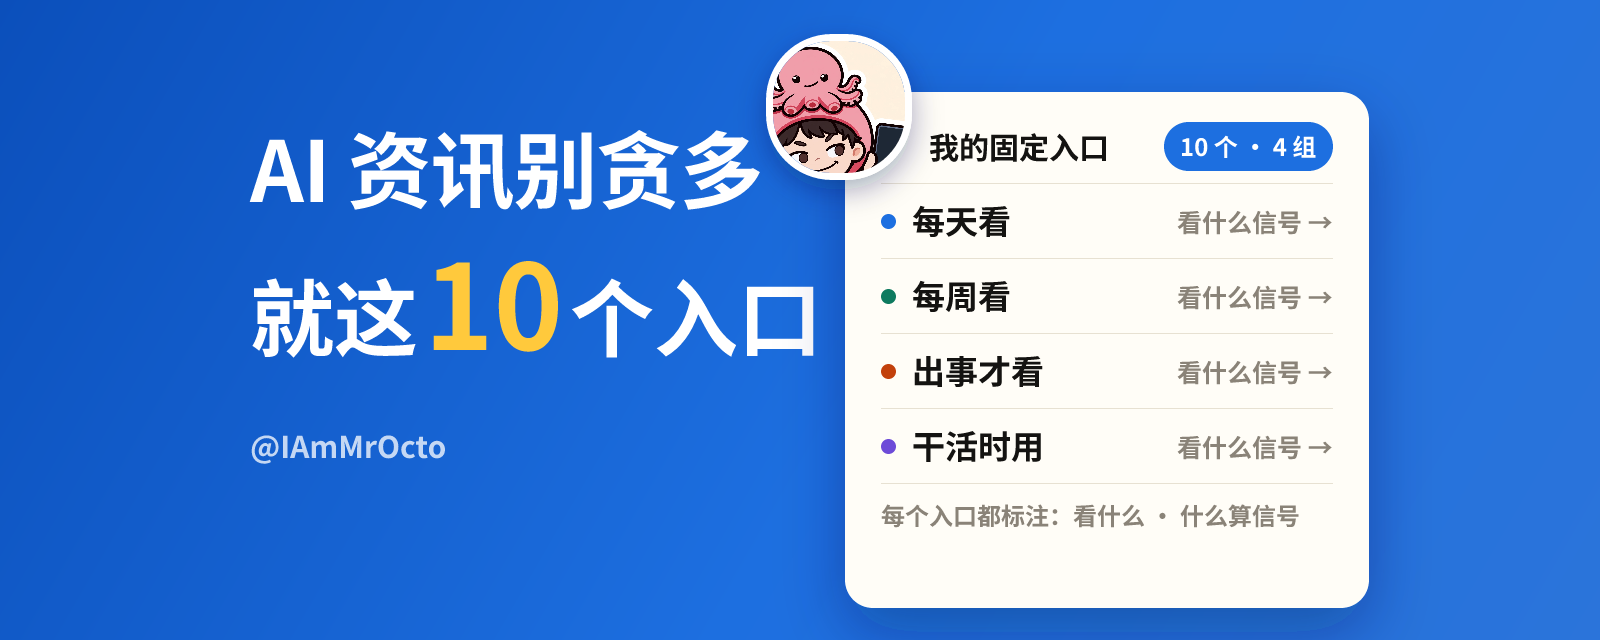 AI 资讯别贪多
就这10个入口
@IAmMrOcto
我的固定入口
10 个 · 4 组
每天看
看什么信号 →
每周看
看什么信号 →
出事才看
看什么信号 →
干活时用
看什么信号 →
每个入口都标注：看什么 · 什么算信号